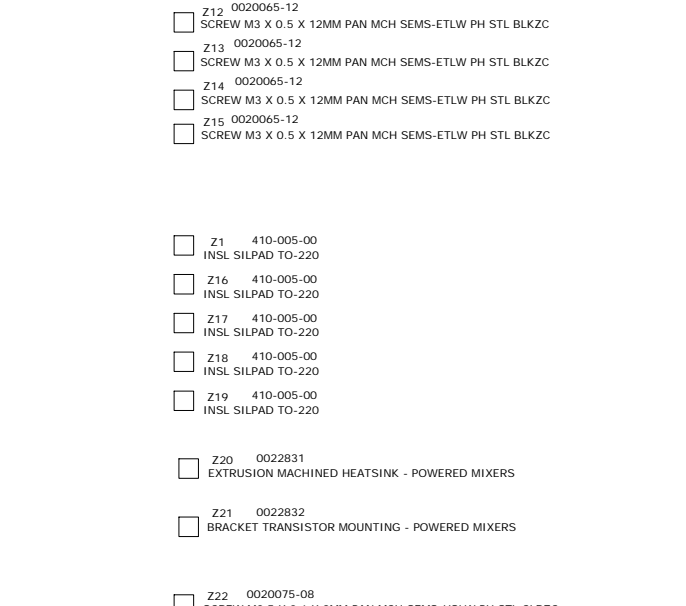 Z12 0020065-12
SCREW M3 X 0.5 X 12MM PAN MCH SEMS-ETLW PH STL BLKZC
Z13 0020065-12
SCREW M3 X 0.5 X 12MM PAN MCH SEMS-ETLW PH STL BLKZC
Z14 0020065-12
SCREW M3 X 0.5 X 12MM PAN MCH SEMS-ETLW PH STL BLKZC
Z15 0020065-12
SCREW M3 X 0.5 X 12MM PAN MCH SEMS-ETLW PH STL BLKZC
Z1 410-005-00
INSL SILPAD TO-220
Z16 410-005-00
INSL SILPAD TO-220
Z17 410-005-00
INSL SILPAD TO-220
Z18 410-005-00
INSL SILPAD TO-220
Z19 410-005-00
INSL SILPAD TO-220
Z20 0022831
EXTRUSION MACHINED HEATSINK - POWERED MIXERS
Z21 0022832
BRACKET TRANSISTOR MOUNTING - POWERED MIXERS
Z22 0020075-08